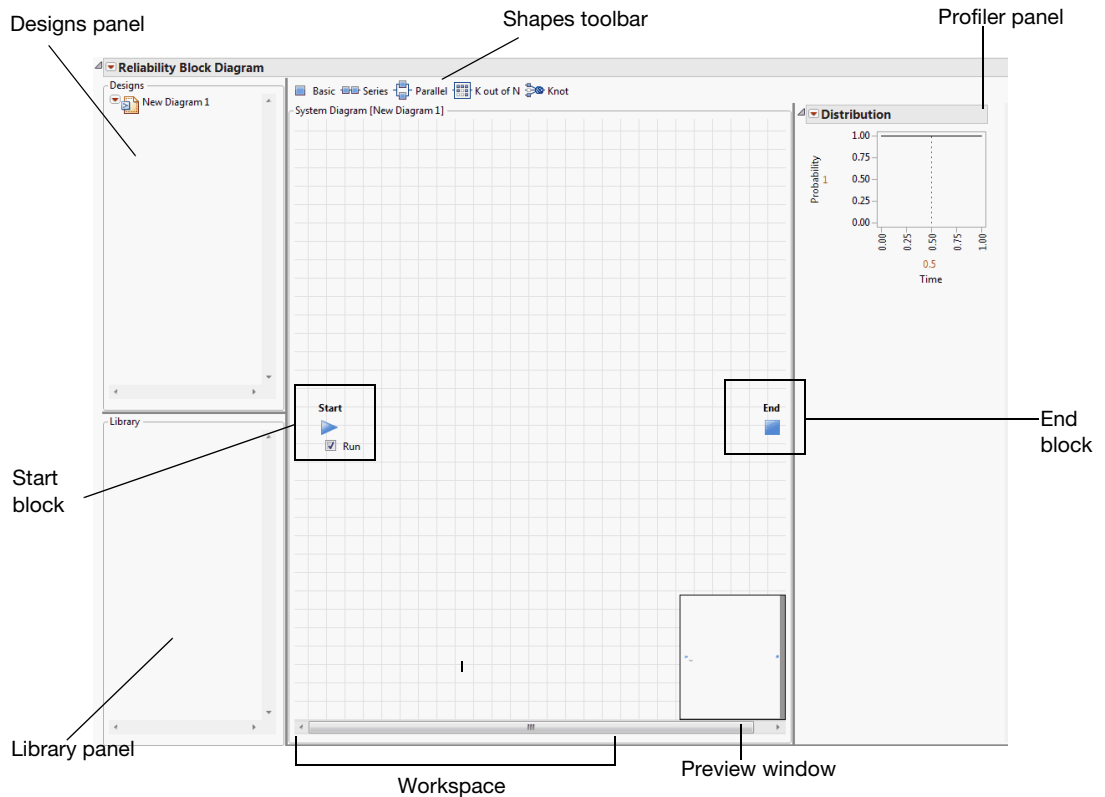 Designs panel
Shapes toolbar
Profiler panel
Reliability Block Diagram
Designs
New Diagram 1
Basic Series Parallel K out of N Knot
System Diagram [New Diagram 1]
Distribution
1.00
0.75
0.50
0.25
0.00
Probability
1
0.00 0.25 0.50 0.75 1.00
0.5
Time
Start
Run
End
End
block
Library
Start
block
Library panel
Workspace
Preview window